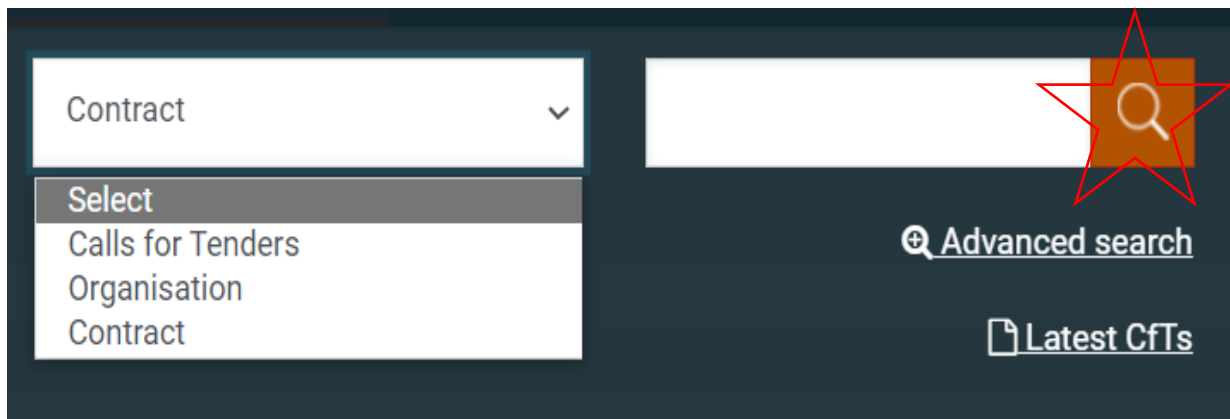 Contract
Select
Calls for Tenders
Organisation
Contract
Advanced search
Latest CfTs